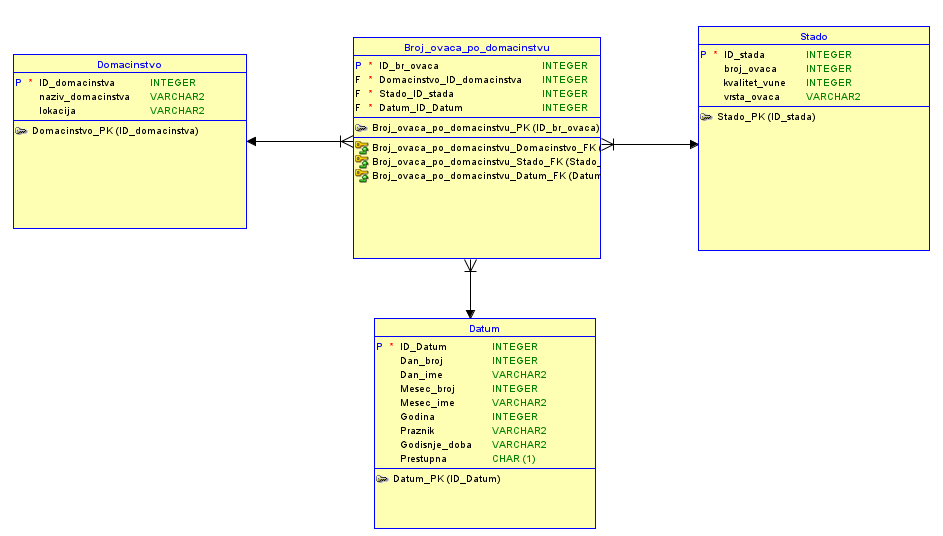 Domacinstvo
P * ID_domacinstva INTEGER
naziv_domacinstva VARCHAR2
lokacija VARCHAR2
Domacinstvo_PK (ID_domacinstva)
Broj_ovaca_po_domacinstvu
P * ID_br_ovaca INTEGER
F * Domacinstvo_ID_domacinstva INTEGER
F * Stado_ID_stada INTEGER
F * Datum_ID_Datum INTEGER
Broj_ovaca_po_domacinstvu_PK (ID_br_ovaca)
Broj_ovaca_po_domacinstvu_Domacinstvo_FK (
Broj_ovaca_po_domacinstvu_Stado_FK (Stado_
Broj_ovaca_po_domacinstvu_Datum_FK (Datum
Stado
P * ID_stada INTEGER
broj_ovaca INTEGER
kvalitet_vune INTEGER
vrsta_ovaca VARCHAR2
Stado_PK (ID_stada)
Datum
P * ID_Datum INTEGER
Dan_broj INTEGER
Dan_ime VARCHAR2
Mesec_broj INTEGER
Mesec_ime VARCHAR2
Godina INTEGER
Praznik VARCHAR2
Godisnje_doba VARCHAR2
Prestupna CHAR (1)
Datum_PK (ID_Datum)